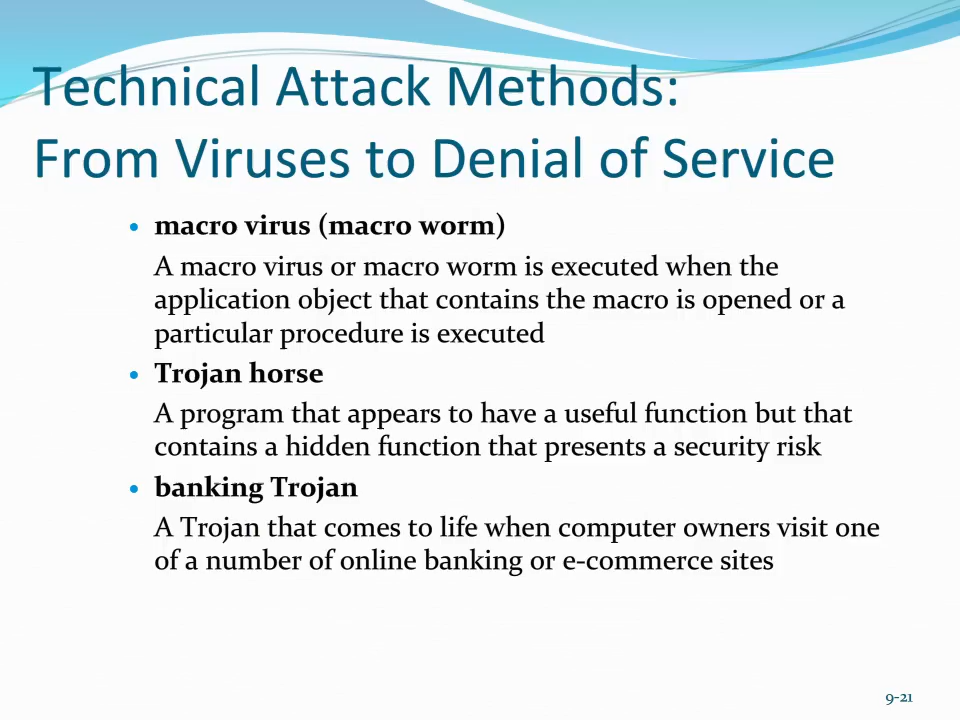 Technical Attack Methods:
From Viruses to Denial of Service
• macro virus (macro worm)
A macro virus or macro worm is executed when the
application object that contains the macro is opened or a
particular procedure is executed
• Trojan horse
A program that appears to have a useful function but that
contains a hidden function that presents a security risk
• banking Trojan
A Trojan that comes to life when computer owners visit one
of a number of online banking or e-commerce sites
9-21